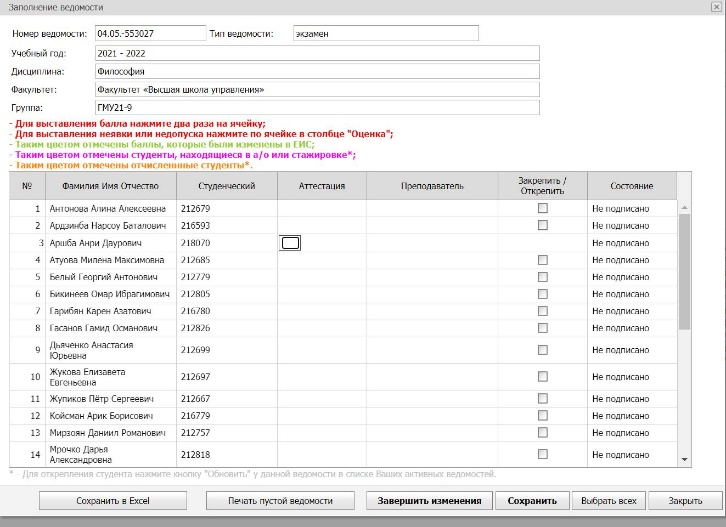 Заполнение ведомости
Номер ведомости: 04.05.-553027 Тип ведомости: экзамен
Учебный год: 2021 - 2022
Дисциплина: Философия
Факультет: Факультет «Высшая школа управления»
Группа: ГМУ21-9
- Для выставления балла нажмите два раза на ячейку;
- Для выставления неявки или недопуска нажмите по ячейке в столбце "Оценка";
- Таким цветом отмечены баллы, которые были изменены в ЕИС;
- Таким цветом отмечены студенты, находящиеся в а/о или стажировке*;
- Таким цветом отмечены отчисленнные студенты*.
№ Фамилия Имя Отчество Студенческий Аттестация Преподаватель Закрепить / Открепить Состояние
1 Антонова Алина Алексеевна 212679 Не подписано
2 Ардзинба Нарсоу Баталович 216593 Не подписано
3 Аршба Анри Даурович 218070 Не подписано
4 Атуова Милена Максимовна 212685 Не подписано
5 Белый Георгий Антонович 212779 Не подписано
6 Бикинеев Омар Ибрагимович 212805 Не подписано
7 Гарибян Карен Азатович 216780 Не подписано
8 Гасанов Гамид Османович 212826 Не подписано
9 Дьяченко Анастасия Юрьевна 212699 Не подписано
10 Жукова Елизавета Евгеньевна 212697 Не подписано
11 Жупиков Пётр Сергеевич 212667 Не подписано
12 Койсман Арик Борисович 216779 Не подписано
13 Мирзоян Даниил Романович 212757 Не подписано
14 Мрочко Дарья Александровна 212818 Не подписано
* - Для открепления студента нажмите кнопку "Обновить" у данной ведомости в списке Ваших активных ведомостей.
Сохранить в Excel Печать пустой ведомости Завершить изменения Сохранить Выбрать всех Закрыть